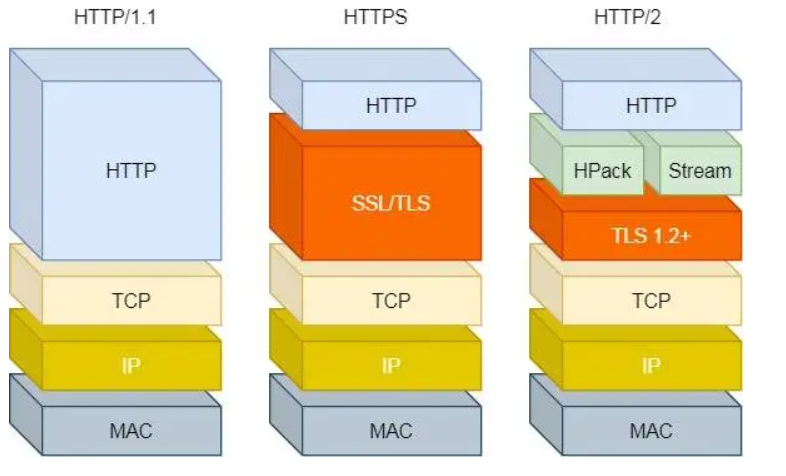 HTTP/1.1
HTTP
TCP
IP
MAC
HTTPS
HTTP
SSL/TLS
TCP
IP
MAC
HTTP/2
HTTP
HPack
Stream
TLS 1.2+
TCP
IP
MAC